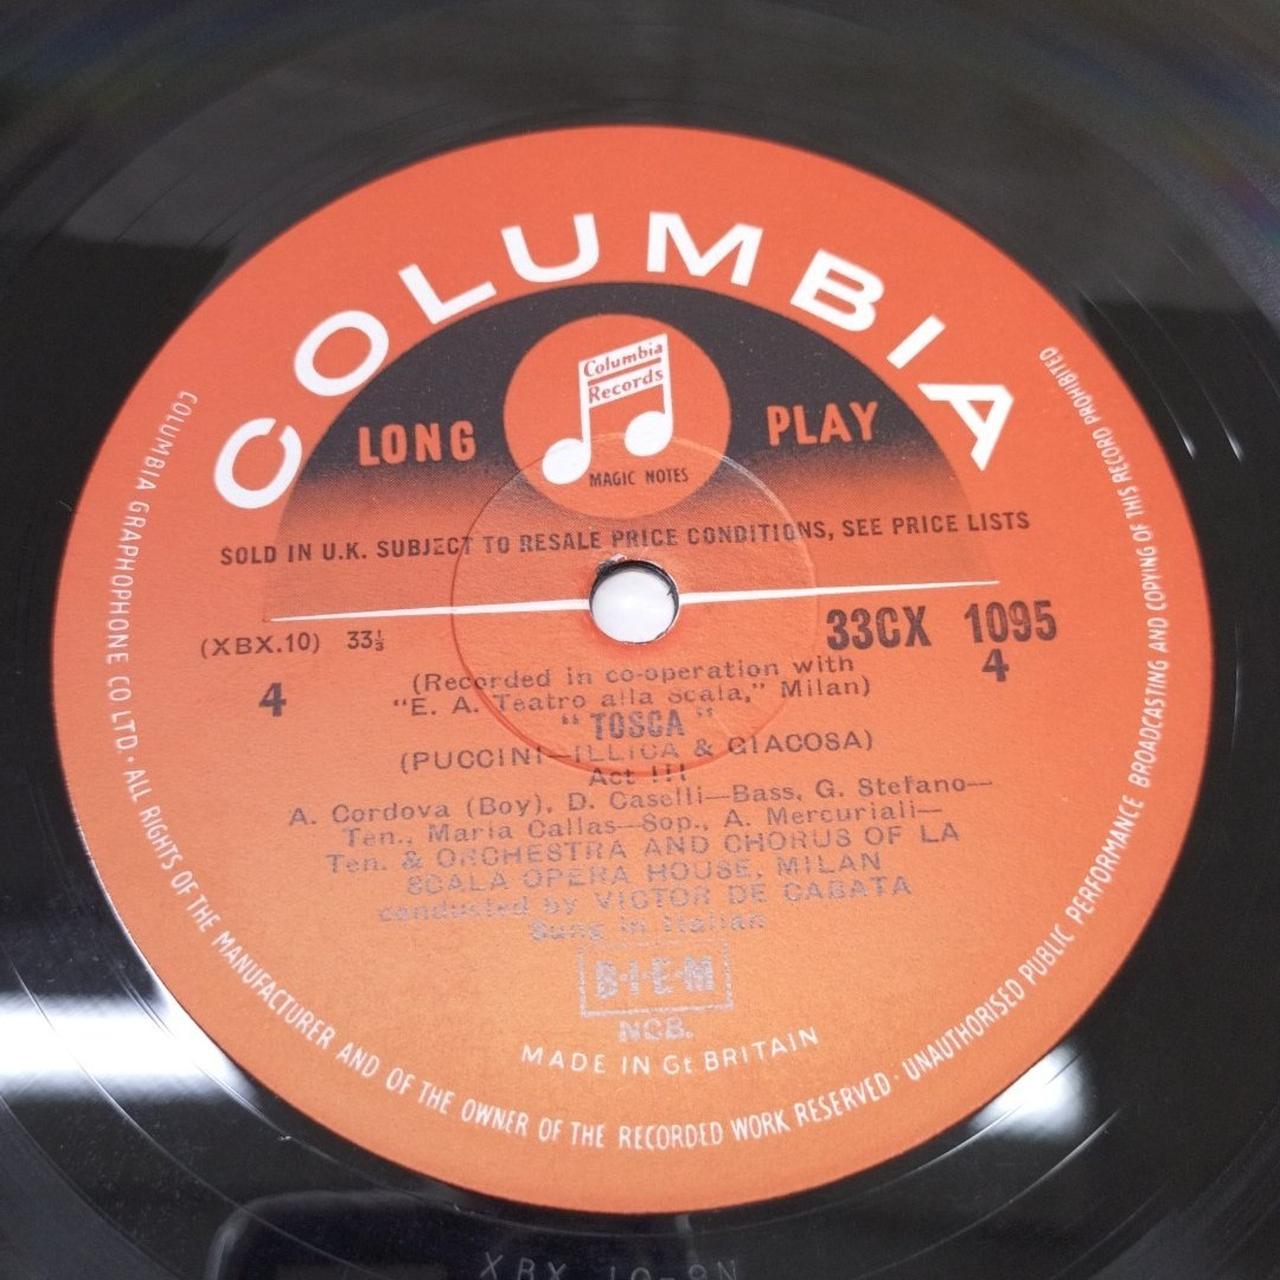 COLUMBIA
Columbia
Records
LONG PLAY
MAGIC NOTES
SOLD IN U.K. SUBJECT TO RESALE PRICE CONDITIONS, SEE PRICE LISTS
(XBX.10) 33⅓ 33CX 1095
4 4
(Recorded in co-operation with
"E. A. Teatro alla Scala," Milan)
"TOSCA"
(PUCCINI—ILLICA & GIACOSA)
Act III
A. Cordova (Boy), D. Caselli—Bass, G. Stefano—
Ten., Maria Callas—Sop., A. Mercuriali—
Ten. & ORCHESTRA AND CHORUS OF LA
SCALA OPERA HOUSE, MILAN
conducted by VICTOR DE CABATA
Sung in Italian
B·I·E·M
NCB.
MADE IN Gt BRITAIN
COLUMBIA GRAPHOPHONE CO LTD · ALL RIGHTS OF THE MANUFACTURER AND OF THE OWNER OF THE RECORDED WORK RESERVED · UNAUTHORISED PUBLIC PERFORMANCE BROADCASTING AND COPYING OF THIS RECORD PROHIBITED
XBX 10-9N